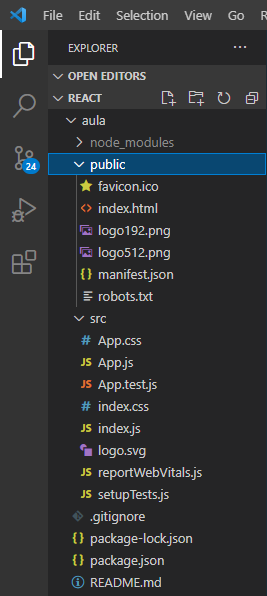 File Edit Selection View Go R
EXPLORER
OPEN EDITORS
REACT
aula
node_modules
public
favicon.ico
index.html
logo192.png
logo512.png
manifest.json
robots.txt
src
App.css
App.js
App.test.js
index.css
index.js
logo.svg
reportWebVitals.js
setupTests.js
.gitignore
package-lock.json
package.json
README.md
24